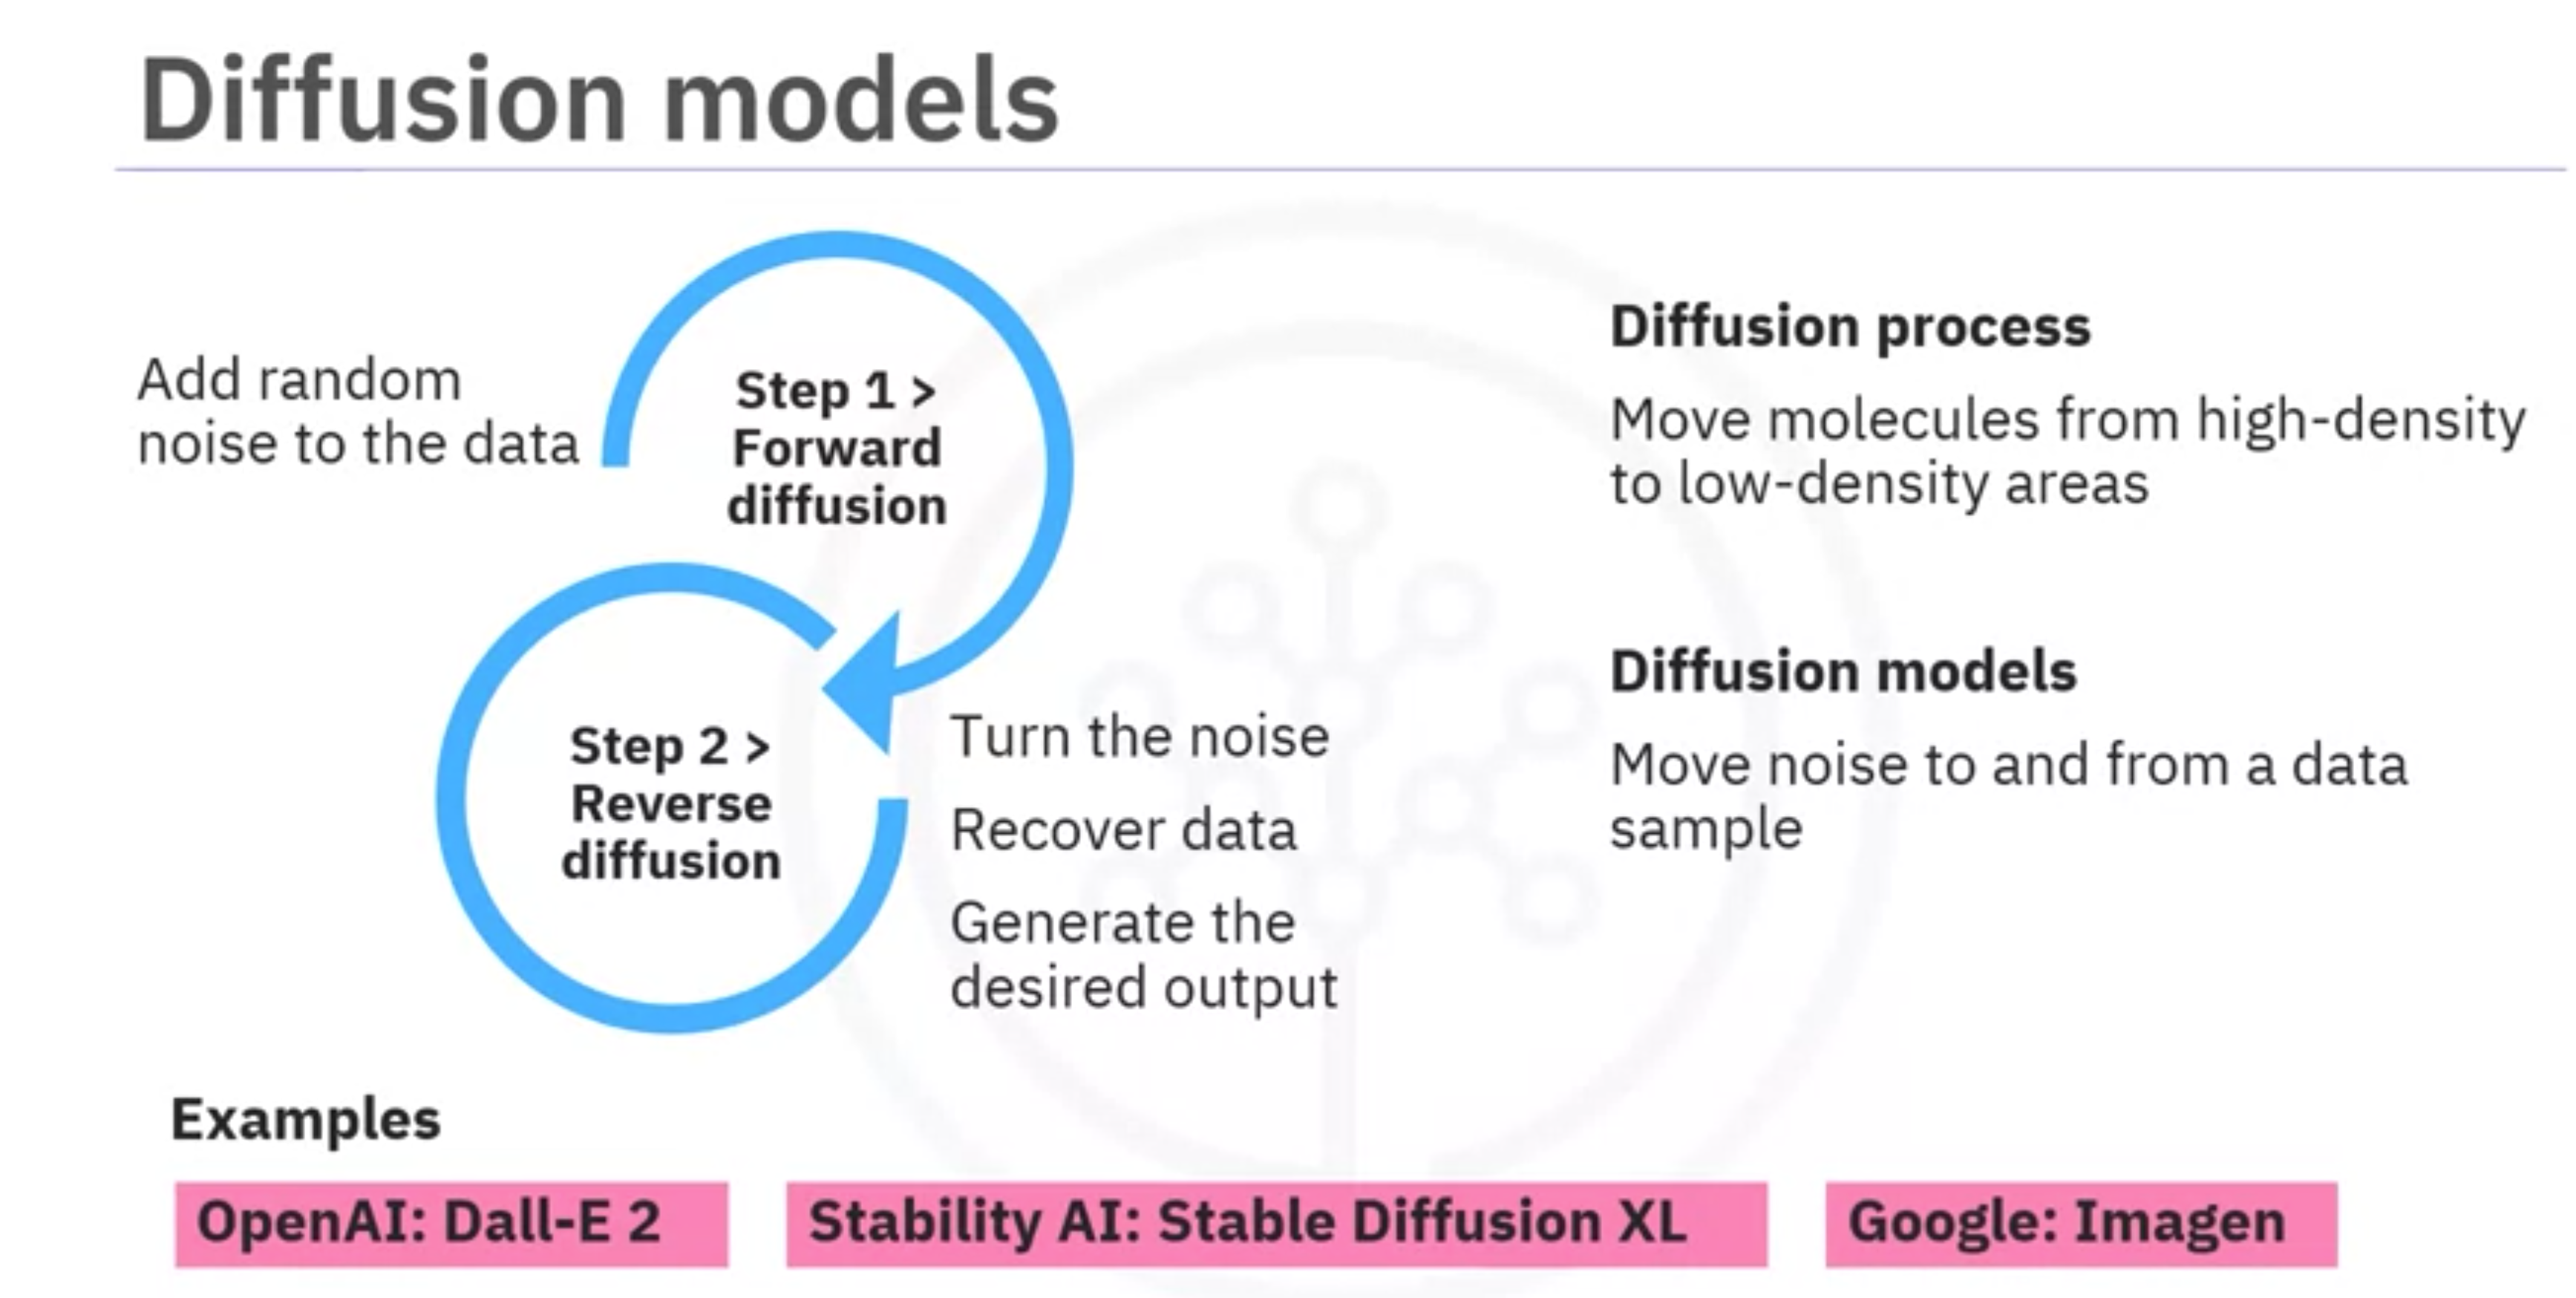 Diffusion models
Add random
noise to the data
Step 1 >
Forward
diffusion
Step 2 >
Reverse
diffusion
Turn the noise
Recover data
Generate the
desired output
Diffusion process
Move molecules from high-density
to low-density areas
Diffusion models
Move noise to and from a data
sample
Examples
OpenAI: Dall-E 2
Stability AI: Stable Diffusion XL
Google: Imagen